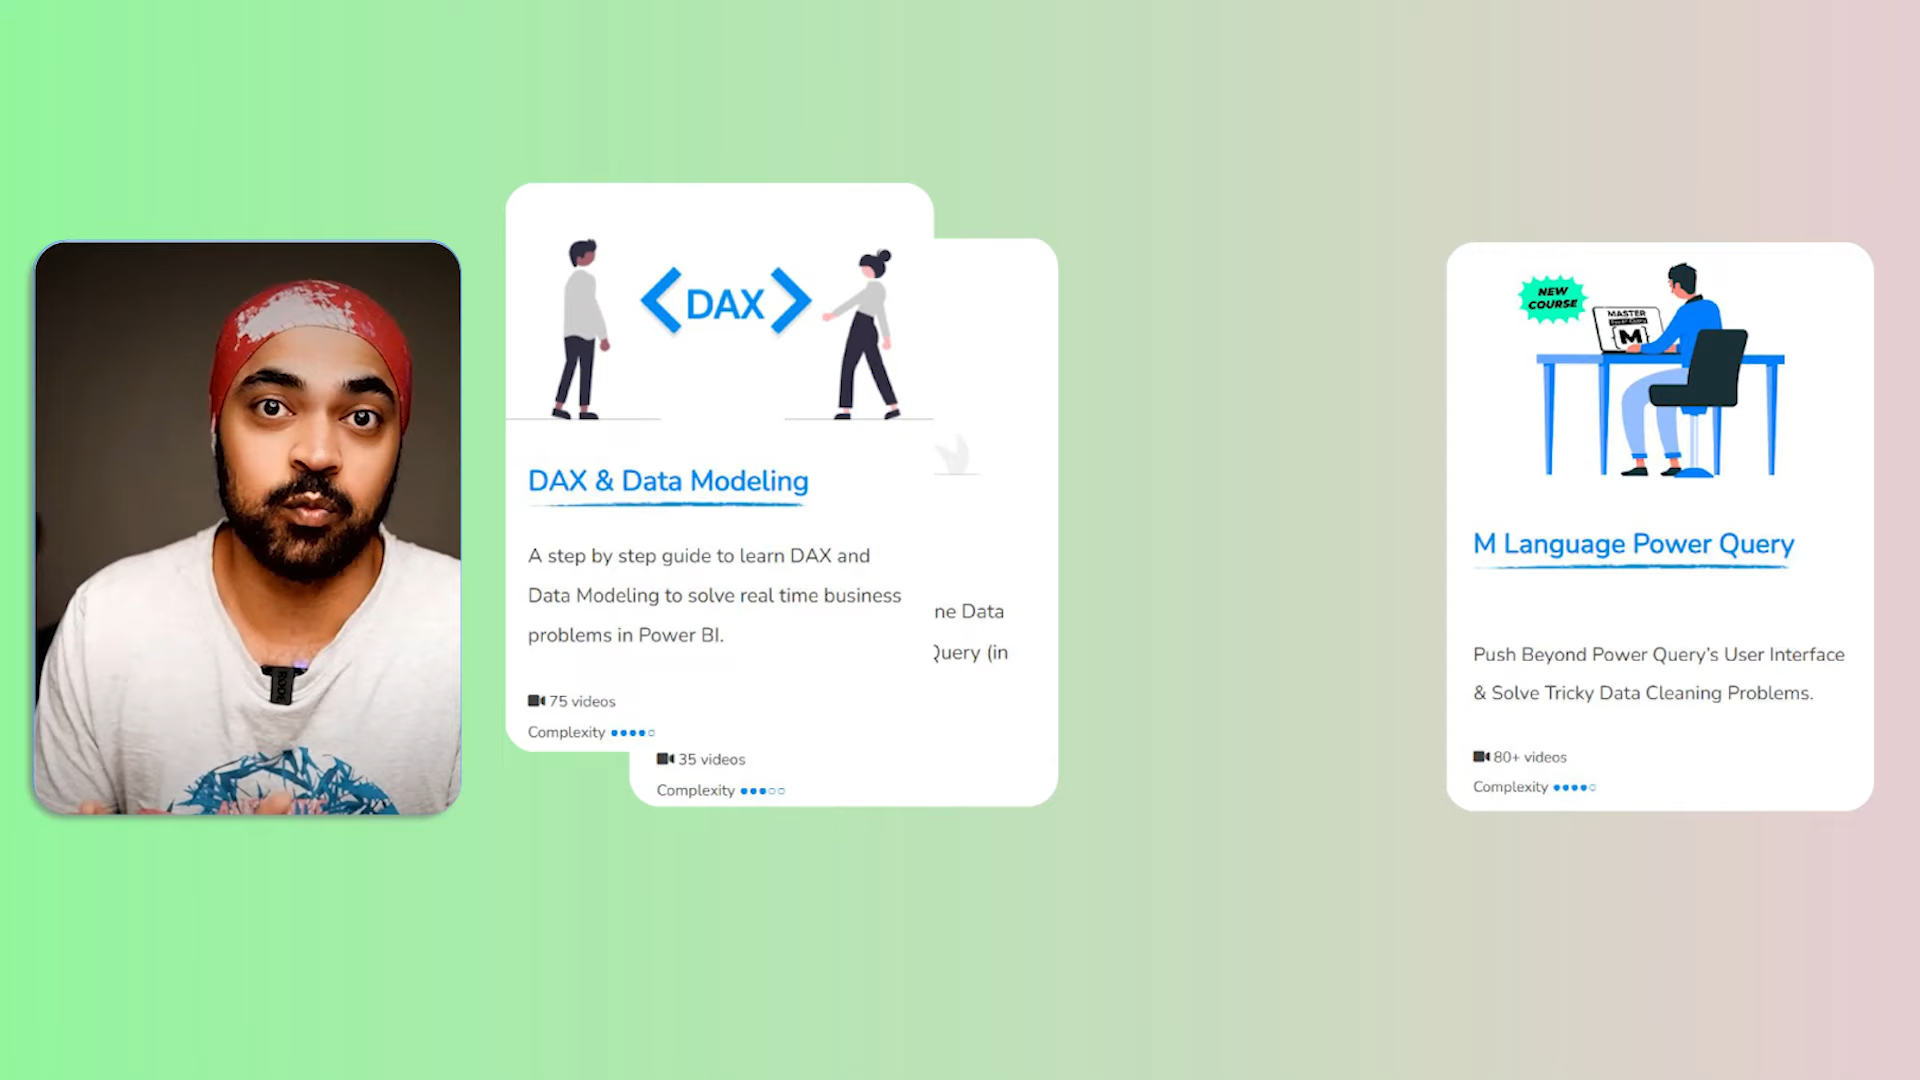 <DAX>
DAX & Data Modeling
A step by step guide to learn DAX and
Data Modeling to solve real time business
problems in Power BI.
75 videos
Complexity
ne Data
Query (in
35 videos
Complexity
NEW
COURSE
MASTER
M
M Language Power Query
Push Beyond Power Query's User Interface
& Solve Tricky Data Cleaning Problems.
80+ videos
Complexity